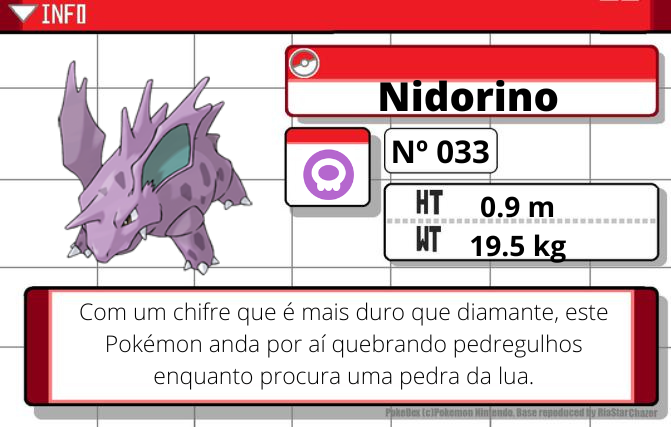 INFO
Nidorino
Nº 033
HT 0.9 m
WT 19.5 kg
Com um chifre que é mais duro que diamante, este
Pokémon anda por aí quebrando pedregulhos
enquanto procura uma pedra da lua.
PokeDex (c)Pokemon Nintendo. Base repoduced by RiaStarChazer